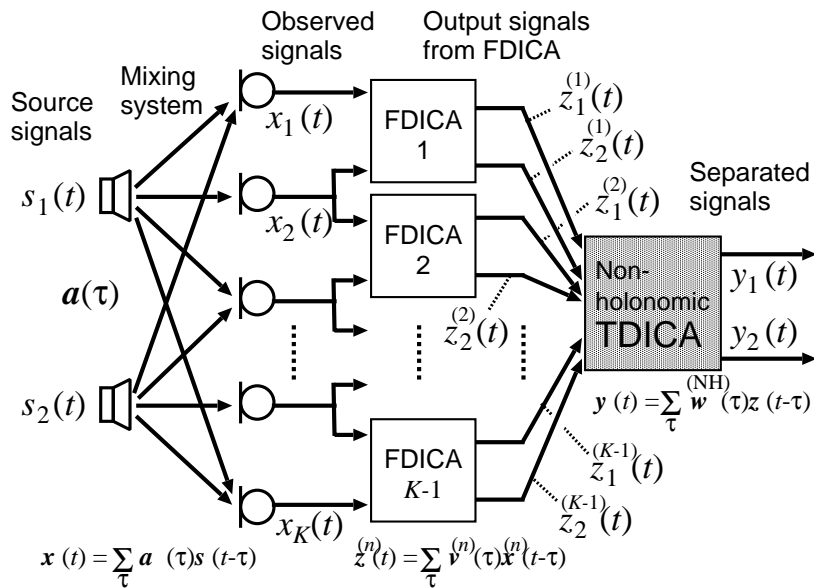 Observed
signals
Output signals
from FDICA
Mixing
system
Source
signals
x₁(t)
FDICA
1
z₁⁽¹⁾(t)
z₂⁽¹⁾(t)
Separated
signals
s₁(t)
x₂(t)
FDICA
2
z₁⁽²⁾(t)
a(τ)
z₂⁽²⁾(t)
Non-
holonomic
TDICA
y₁(t)
y₂(t)
s₂(t)
y(t)=∑τ w⁽ᴺᴴ⁾(τ)z(t-τ)
FDICA
K-1
z₁⁽ᴷ⁻¹⁾(t)
x_K(t)
z₂⁽ᴷ⁻¹⁾(t)
x(t)=∑τ a(τ)s(t-τ)
z⁽ⁿ⁾(t)=∑τ v⁽ⁿ⁾(τ)x⁽ⁿ⁾(t-τ)